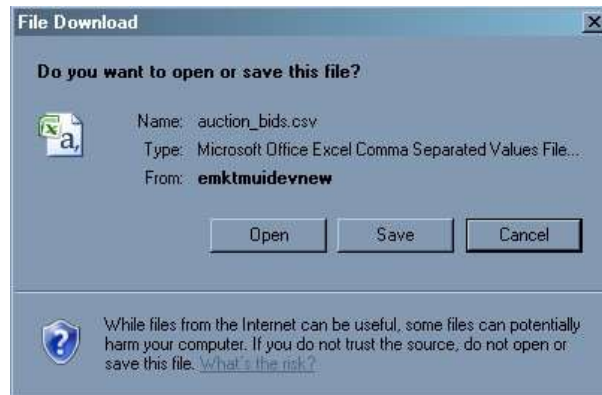 File Download
Do you want to open or save this file?
Name: auction_bids.csv
Type: Microsoft Office Excel Comma Separated Values File...
From: emktmuidevnew
Open Save Cancel
While files from the Internet can be useful, some files can potentially
harm your computer. If you do not trust the source, do not open or
save this file. What's the risk?